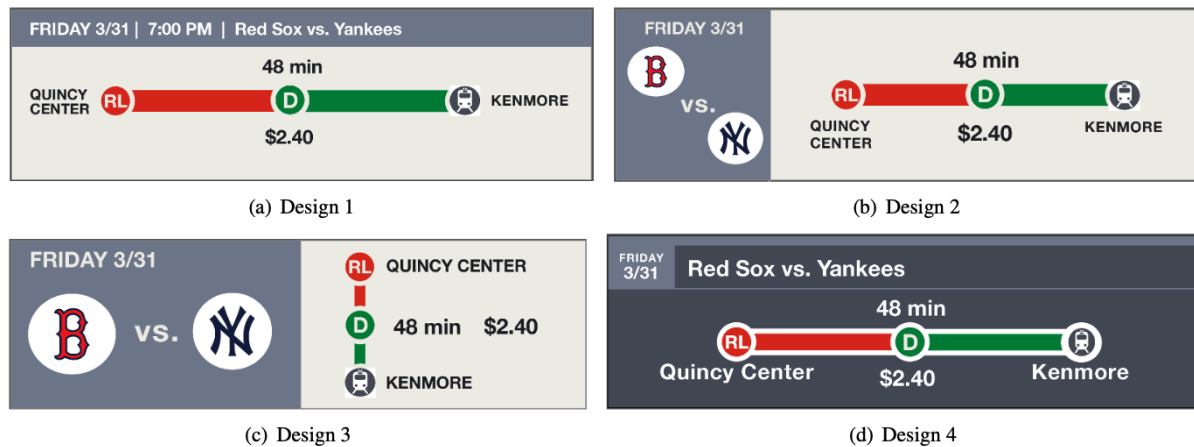 FRIDAY 3/31 | 7:00 PM | Red Sox vs. Yankees
48 min
QUINCY
CENTER
RL
D
KENMORE
$2.40
(a) Design 1
FRIDAY 3/31
B
vs.
NY
48 min
RL
D
QUINCY
CENTER
$2.40
KENMORE
(b) Design 2
FRIDAY 3/31
B
vs.
NY
RL
QUINCY CENTER
D
48 min
$2.40
KENMORE
(c) Design 3
FRIDAY
3/31
Red Sox vs. Yankees
48 min
RL
D
Quincy Center
$2.40
Kenmore
(d) Design 4